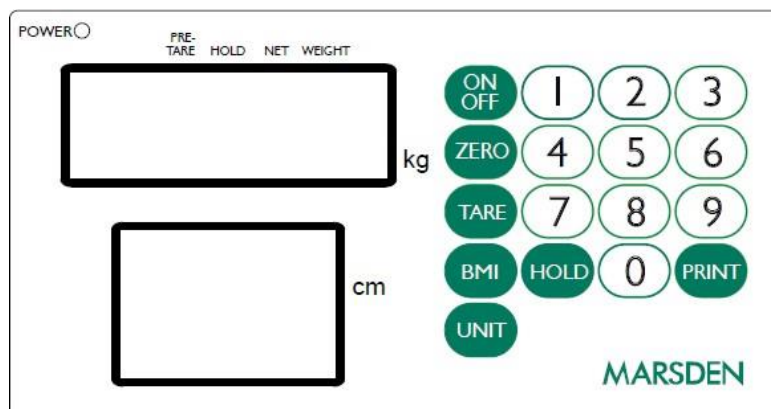 POWER
PRE-
TARE HOLD NET WEIGHT
kg
cm
ON
OFF
1 2 3
ZERO 4 5 6
TARE 7 8 9
BMI HOLD 0 PRINT
UNIT
MARSDEN